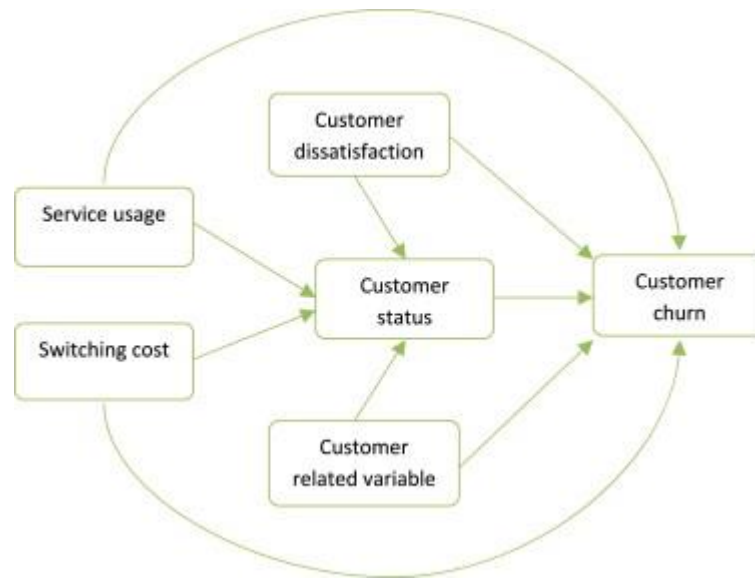 Customer
dissatisfaction
Service usage
Customer
status
Customer
churn
Switching cost
Customer
related variable